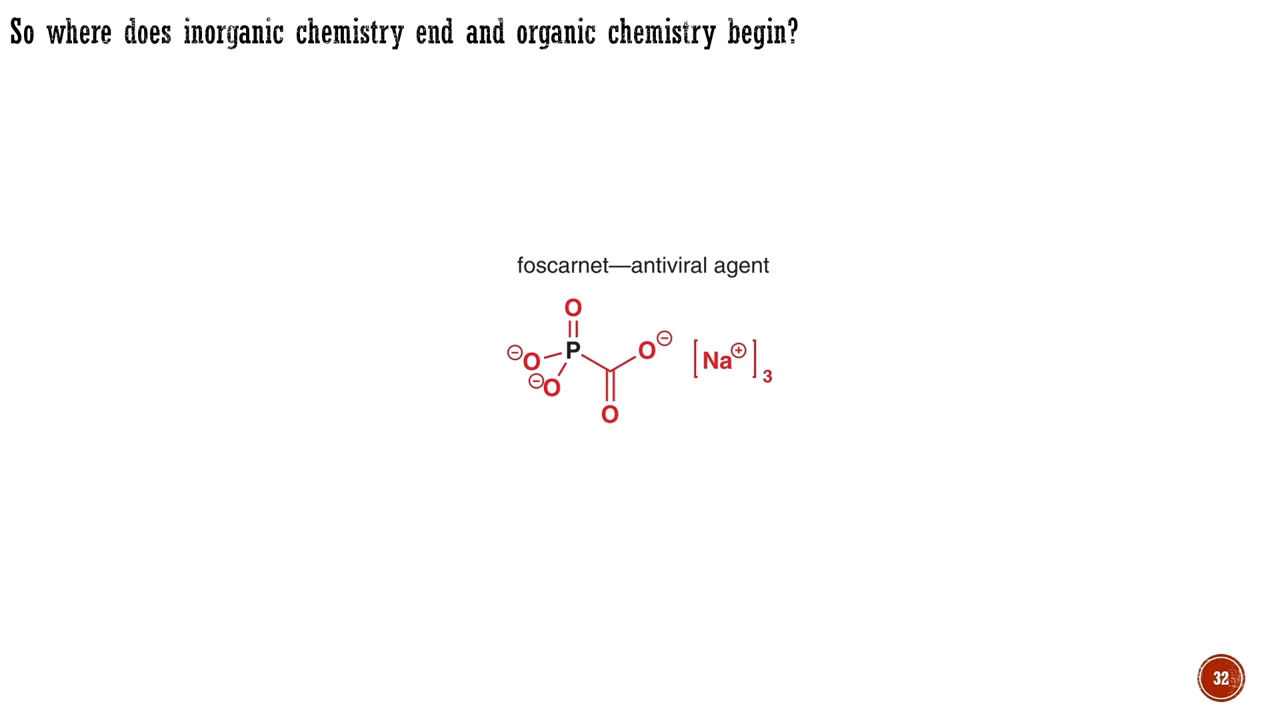 So where does inorganic chemistry end and organic chemistry begin?
foscarnet—antiviral agent
O
P
⊖O
⊖O
O⊖
O
[Na⊕]3
32